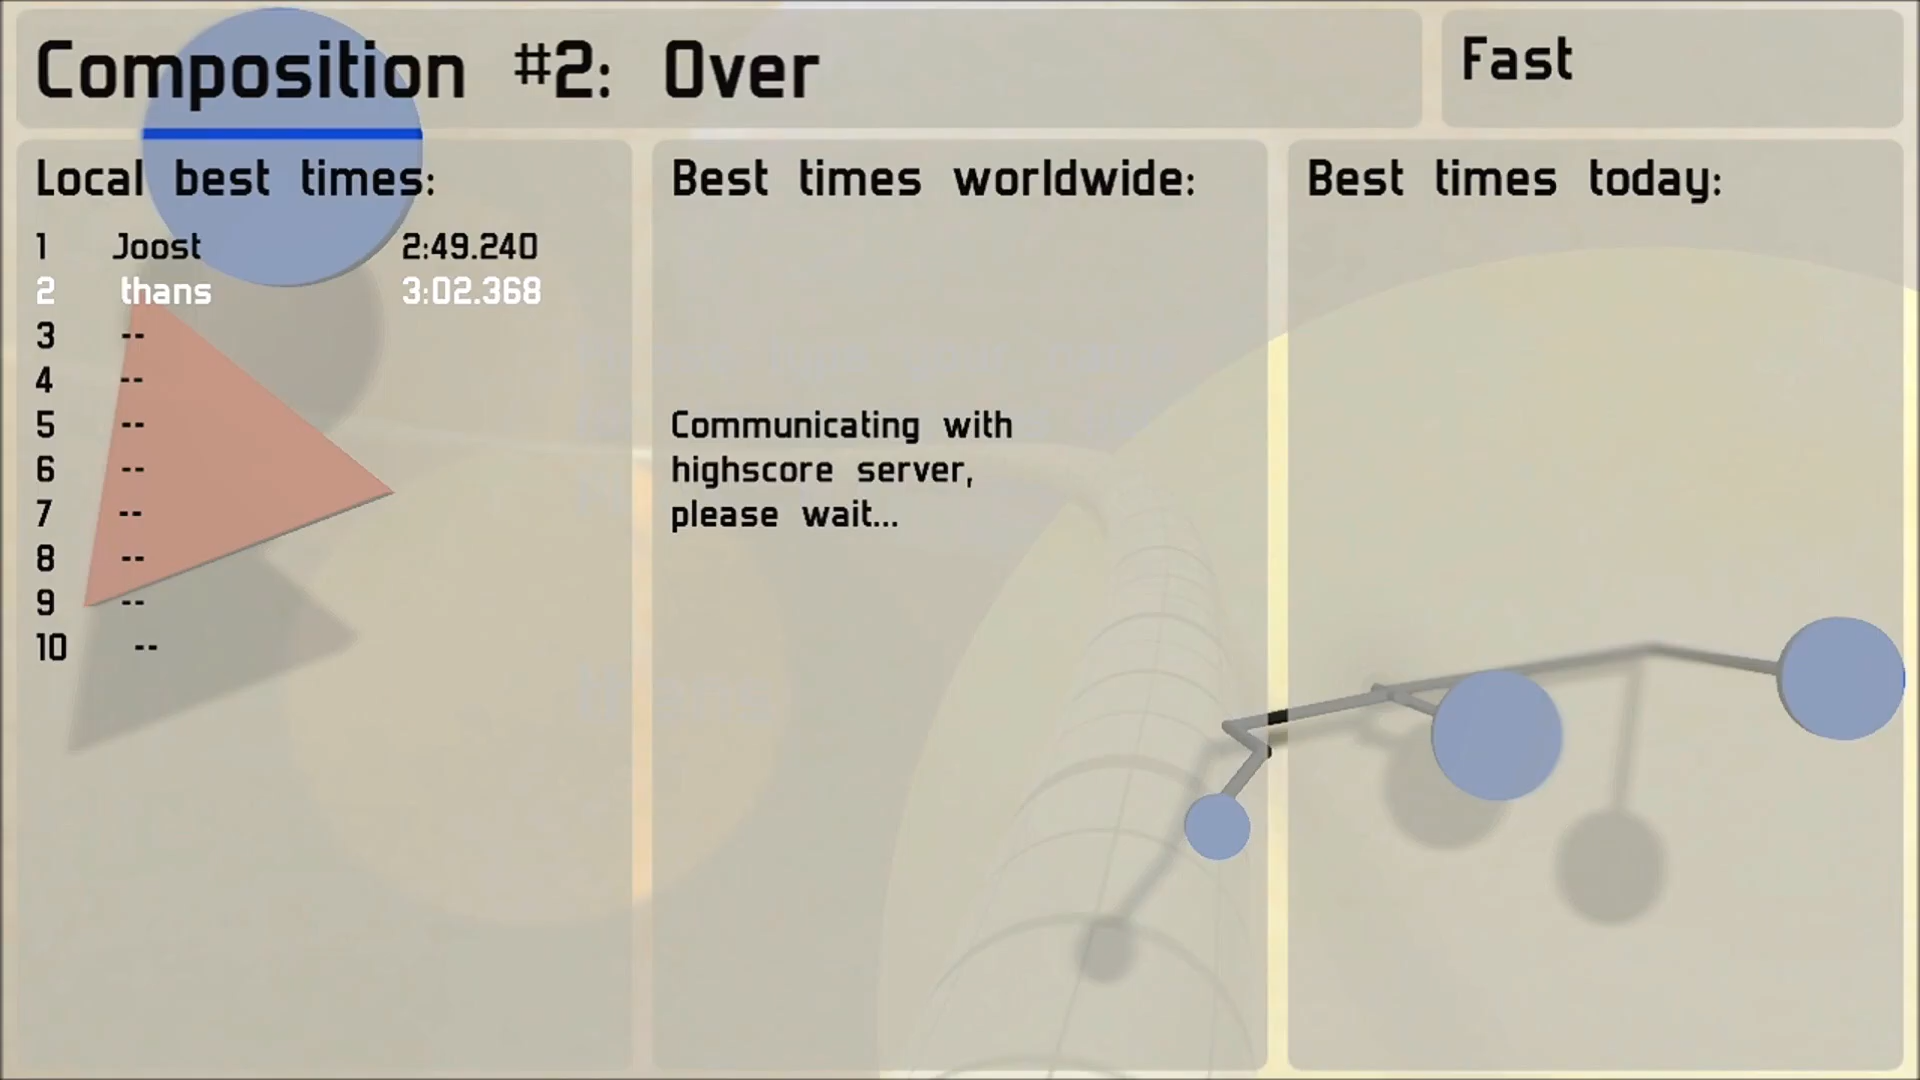 Composition #2: Over
Fast
Local best times:
1 Joost 2:49.240
2 thans 3:02.368
3 --
4 --
5 --
6 --
7 --
8 --
9 --
10 --
Best times worldwide:
Communicating with
highscore server,
please wait...
Best times today: